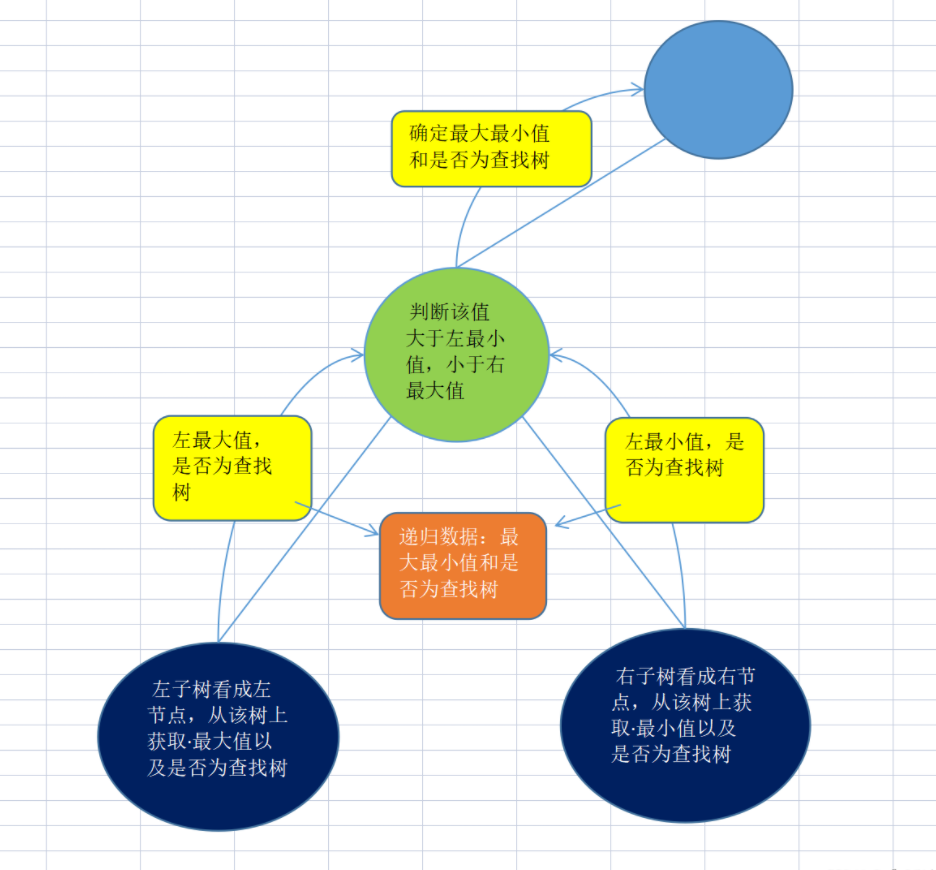 确定最大最小值
和是否为查找树
判断该值
大于左最小
值，小于右
最大值
左最大值，
是否为查找
树
左最小值，是
否为查找树
递归数据：最
大最小值和是
否为查找树
左子树看成左
节点，从该树上
获取·最大值以
及是否为查找树
右子树看成右节
点，从该树上获
取·最小值以及
是否为查找树